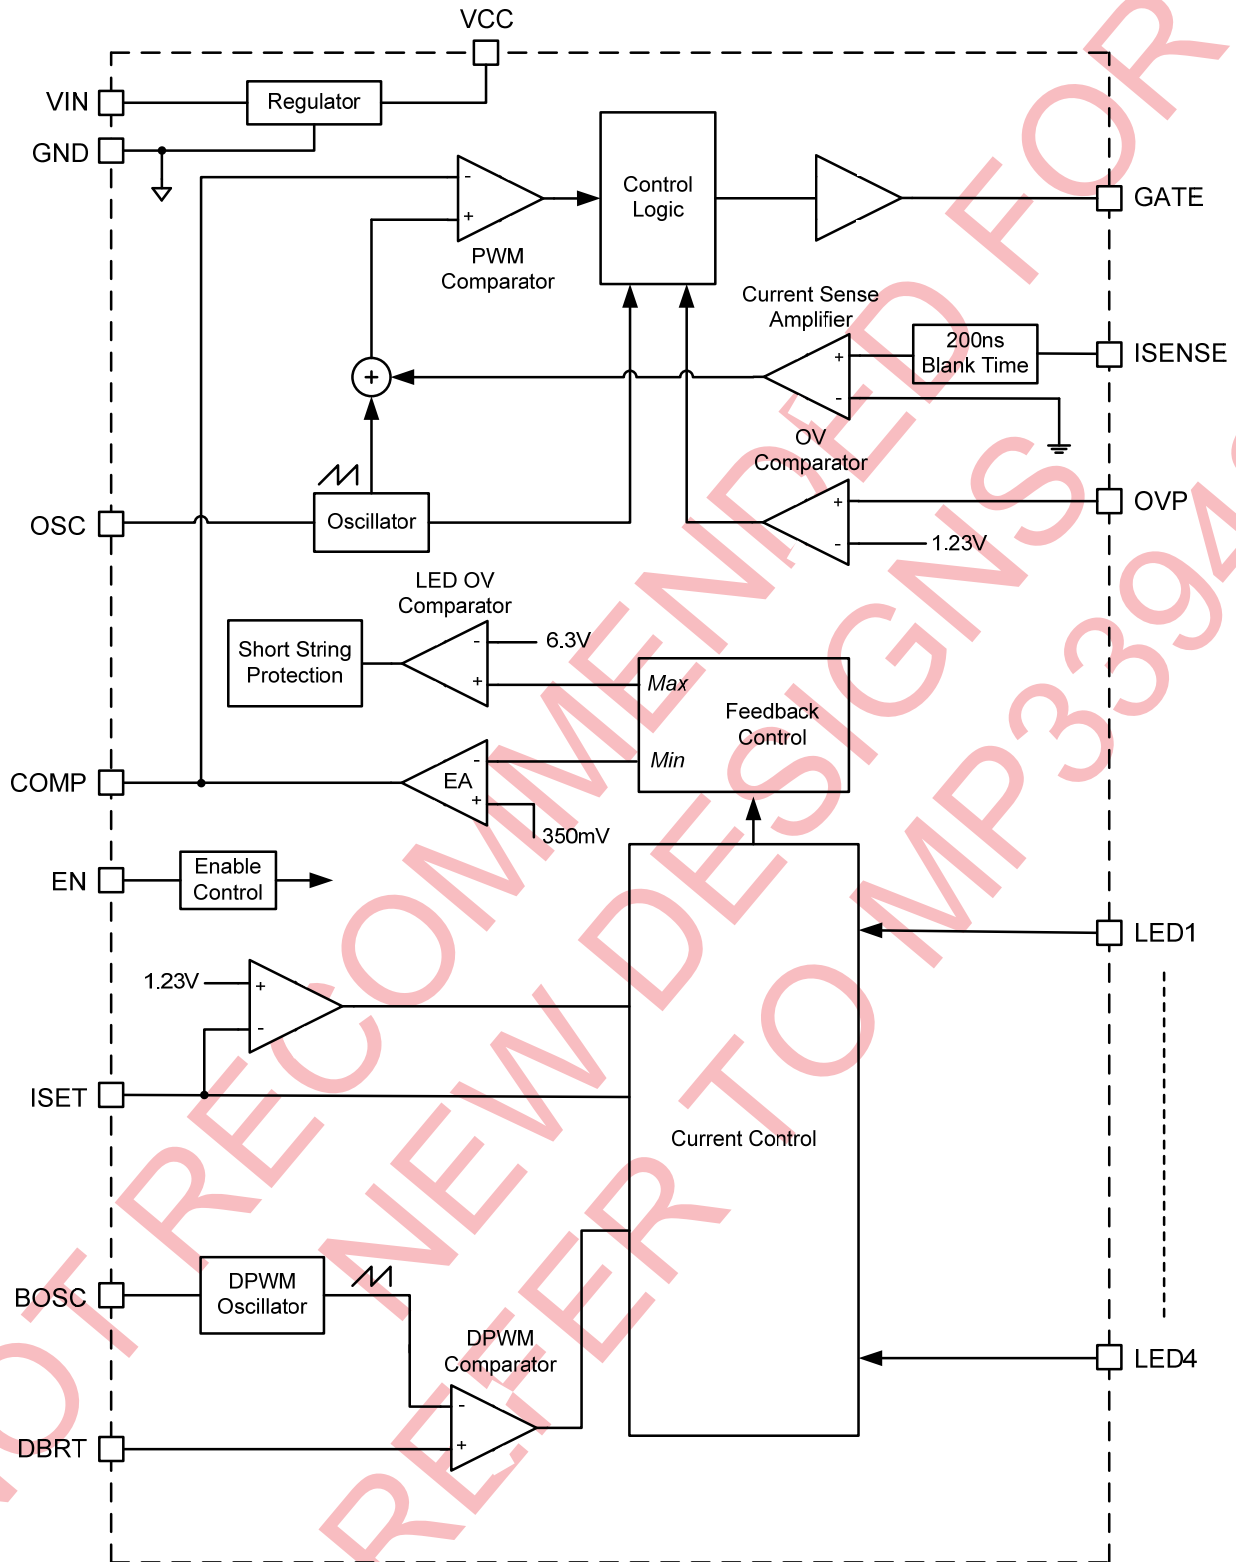 VCC
VIN
Regulator
GND
Control
Logic
-
+
PWM
Comparator
GATE
Current Sense
Amplifier
200ns
Blank Time
ISENSE
+
-
+
OV
Comparator
OSC
Oscillator
OVP
+
-
1.23V
LED OV
Comparator
Short String
Protection
-
+
6.3V
Max
Feedback
Control
Min
COMP
EA
-
+
350mV
EN
Enable
Control
LED1
1.23V
+
-
ISET
Current Control
BOSC
DPWM
Oscillator
DPWM
Comparator
LED4
-
+
DBRT
NOT RECOMMENDED FOR
NEW DESIGNS
REFER TO MP3394